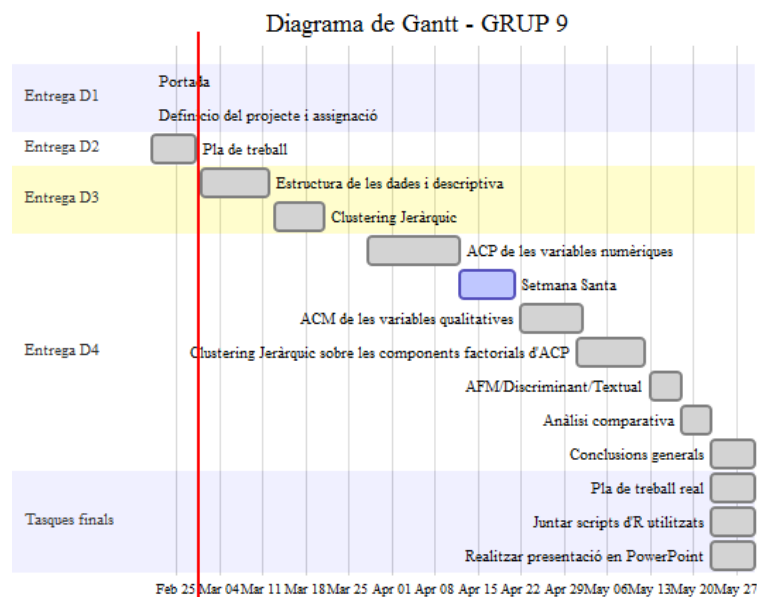 Diagrama de Gantt - GRUP 9
Entrega D1
Portada
Definicio del projecte i assignació
Entrega D2
Pla de treball
Entrega D3
Estructura de les dades i descriptiva
Clustering Jeràrquic
Entrega D4
ACP de les variables numèriques
Setmana Santa
ACM de les variables qualitatives
Clustering Jeràrquic sobre les components factorials d'ACP
AFM/Discriminant/Textual
Anàlisi comparativa
Conclusions generals
Tasques finals
Pla de treball real
Juntar scripts d'R utilitzats
Realitzar presentació en PowerPoint
Feb 25 Mar 04 Mar 11 Mar 18 Mar 25 Apr 01 Apr 08 Apr 15 Apr 22 Apr 29 May 06 May 13 May 20 May 27